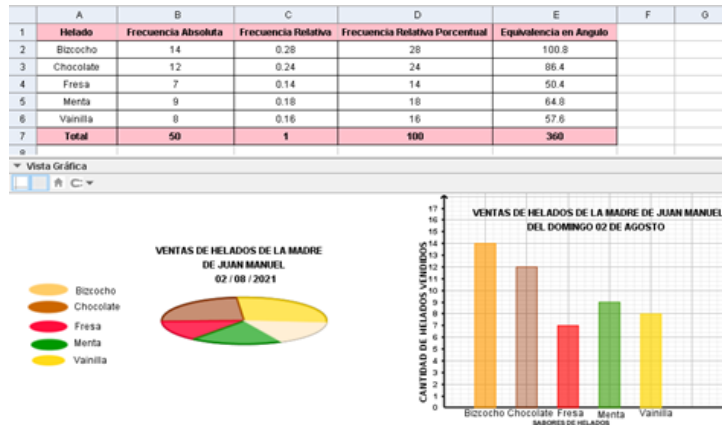 A B C D E F G
1 Helado Frecuencia Absoluta Frecuencia Relativa Frecuencia Relativa Porcentual Equivalencia en Angulo
2 Bizcocho 14 0.28 28 100.8
3 Chocolate 12 0.24 24 86.4
4 Fresa 7 0.14 14 50.4
5 Menta 9 0.18 18 64.8
6 Vainilla 8 0.16 16 57.6
7 Total 50 1 100 360
Vista Gráfica
VENTAS DE HELADOS DE LA MADRE
DE JUAN MANUEL
02 / 08 / 2021
Bizcocho
Chocolate
Fresa
Menta
Vainilla
VENTAS DE HELADOS DE LA MADRE DE JUAN MANUEL
DEL DOMINGO 02 DE AGOSTO
CANTIDAD DE HELADOS VENDIDOS
17
16
15
14
13
12
11
10
9
8
7
6
5
4
3
2
1
0
Bizcocho Chocolate Fresa Menta Vainilla
SABORES DE HELADOS